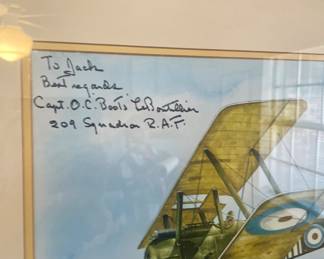 To Jack
Best regards
Capt. O.C. "Boots" LeBoutillier
209 Squadron R.A.F.